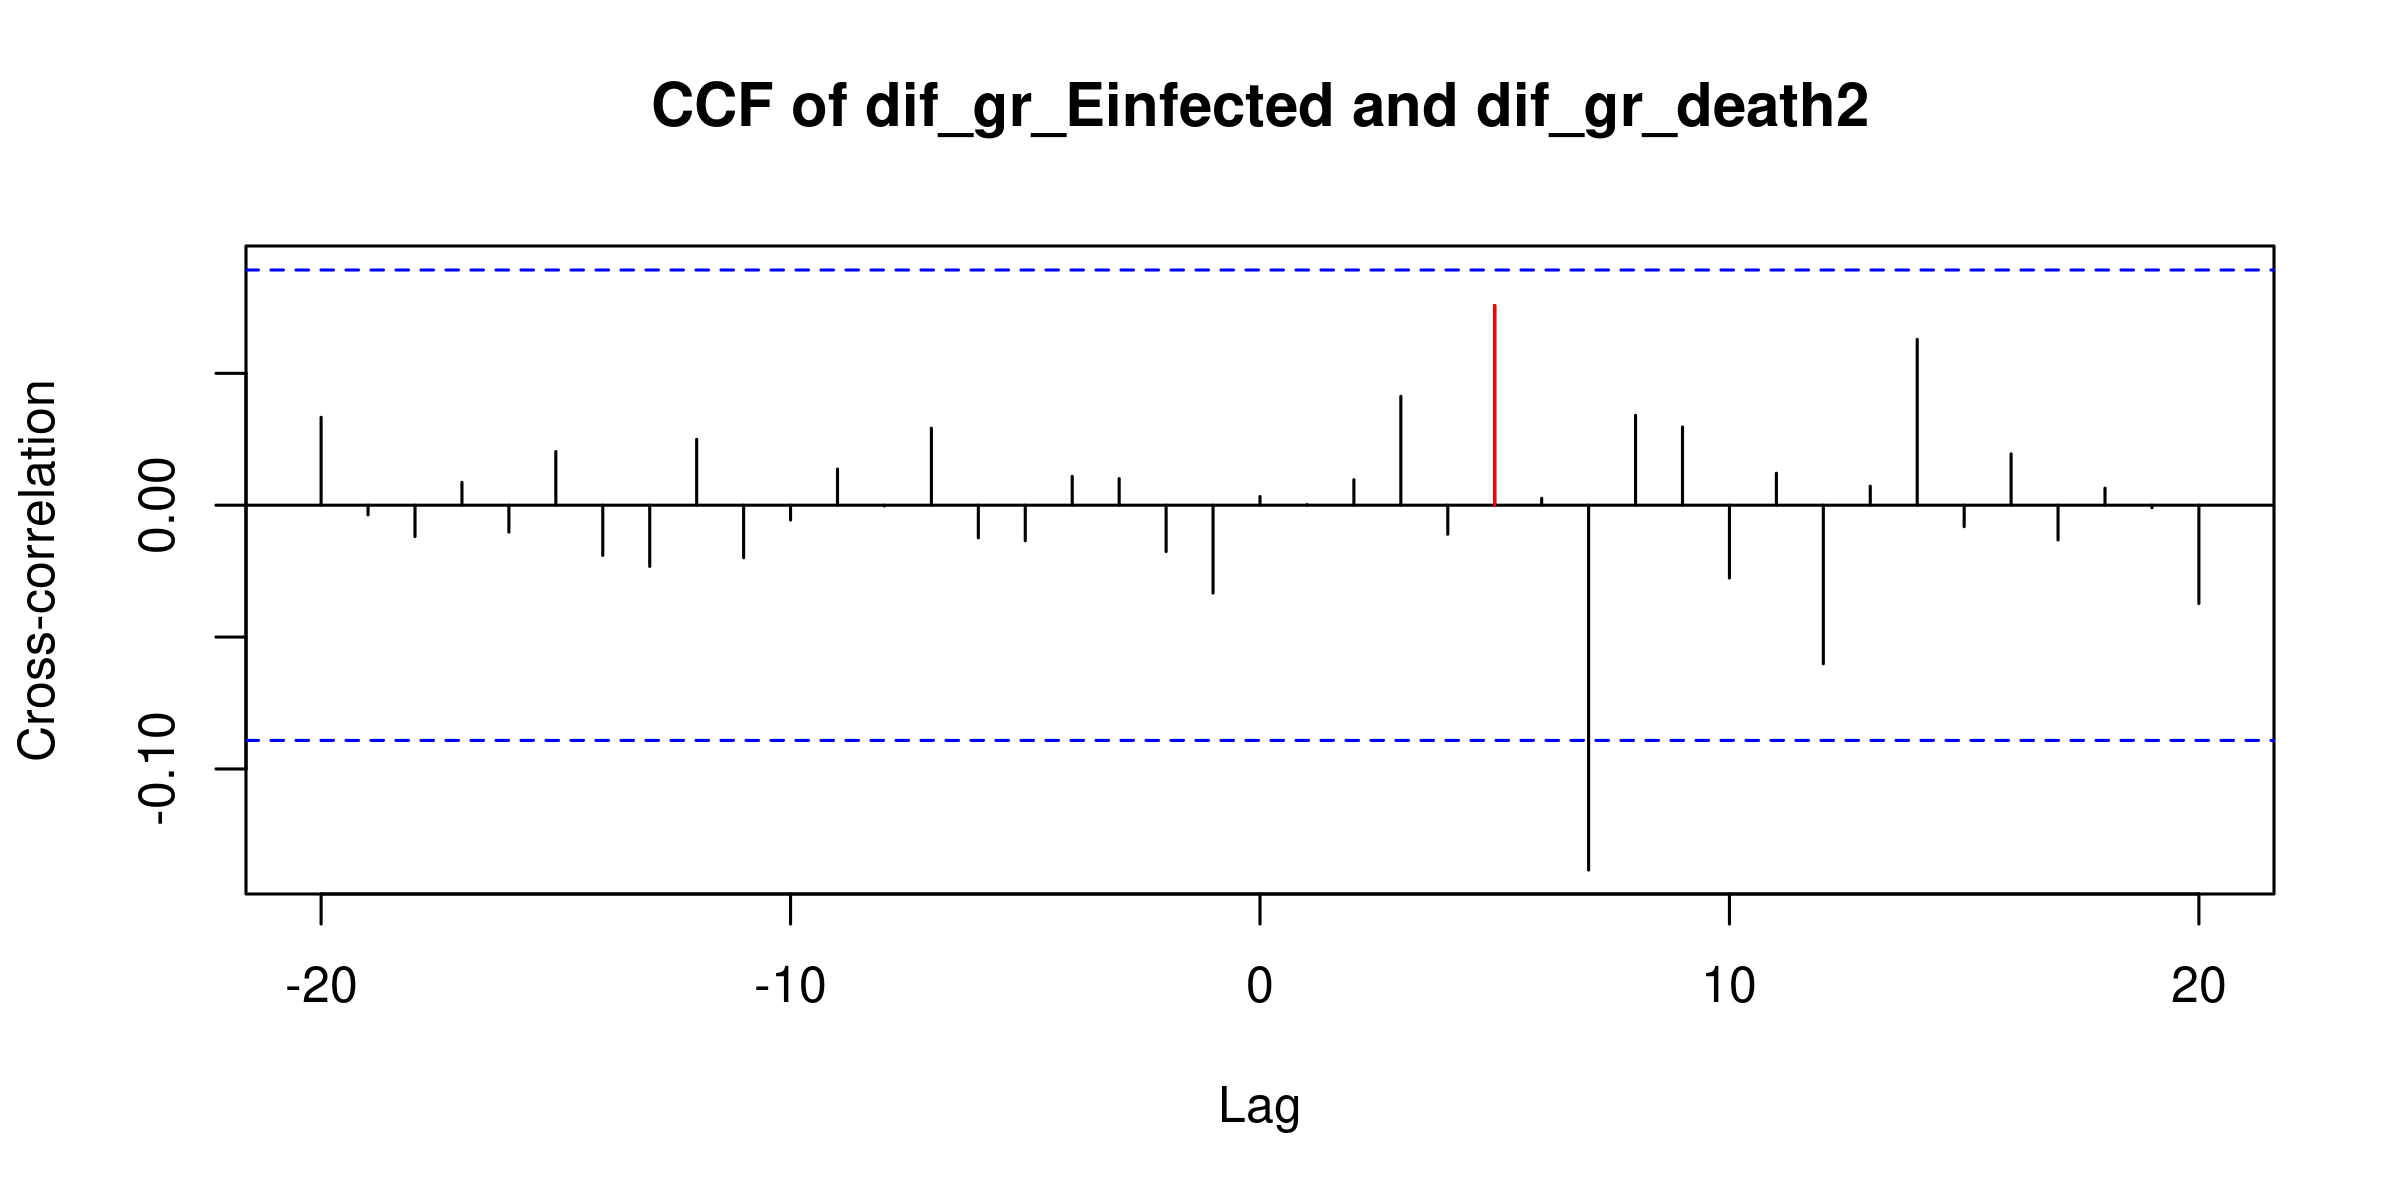 CCF of dif_gr_Einfected and dif_gr_death2
Cross-correlation
0.00
-0.10
-20 -10 0 10 20
Lag